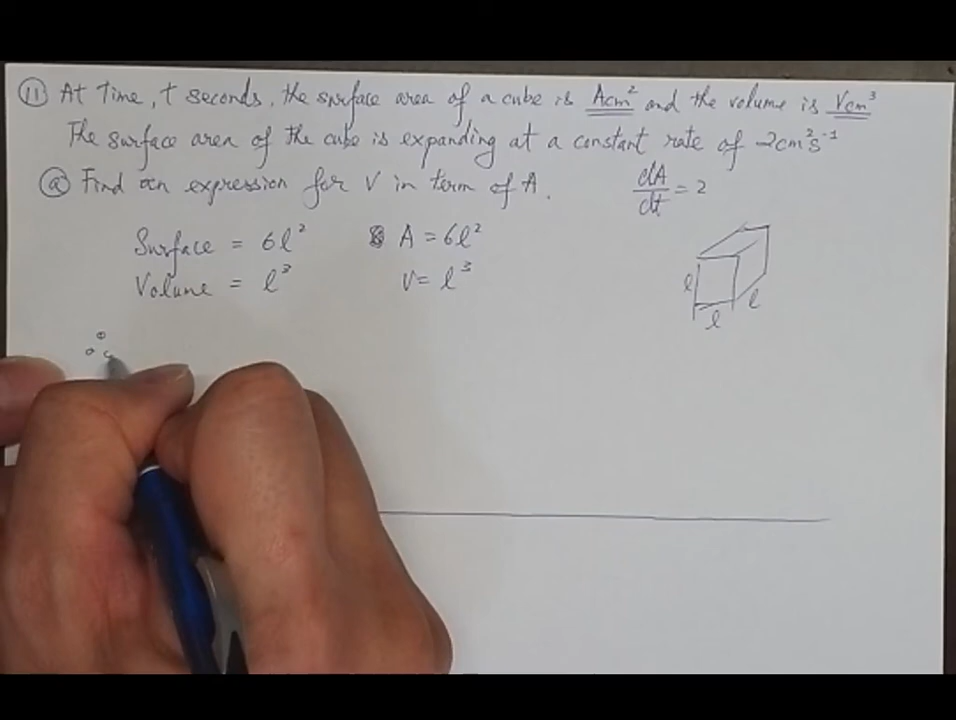 ⑪ At time, t seconds, the surface area of a cube is Acm² and the volume is Vcm³
The surface area of the cube is expanding at a constant rate of 2cm²s⁻¹
ⓐ Find an expression for V in term of A. dA/dt = 2
Surface = 6l² A = 6l²
Volume = l³ V = l³
l
l
l
∴